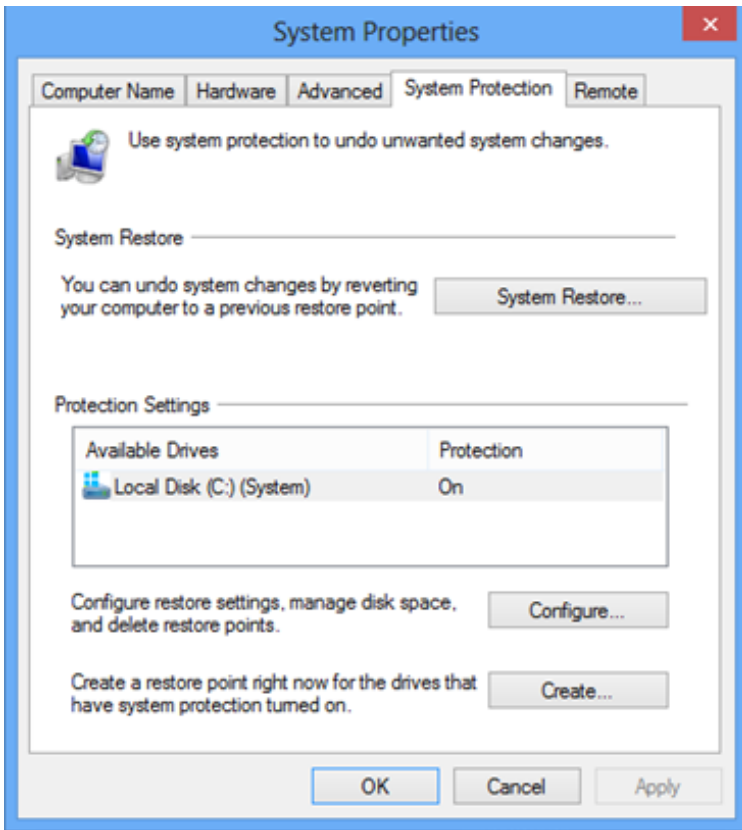 System Properties
Computer Name Hardware Advanced System Protection Remote
Use system protection to undo unwanted system changes.
System Restore
You can undo system changes by reverting
your computer to a previous restore point.
System Restore...
Protection Settings
Available Drives Protection
Local Disk (C:) (System) On
Configure restore settings, manage disk space,
and delete restore points.
Configure...
Create a restore point right now for the drives that
have system protection turned on.
Create...
OK Cancel Apply